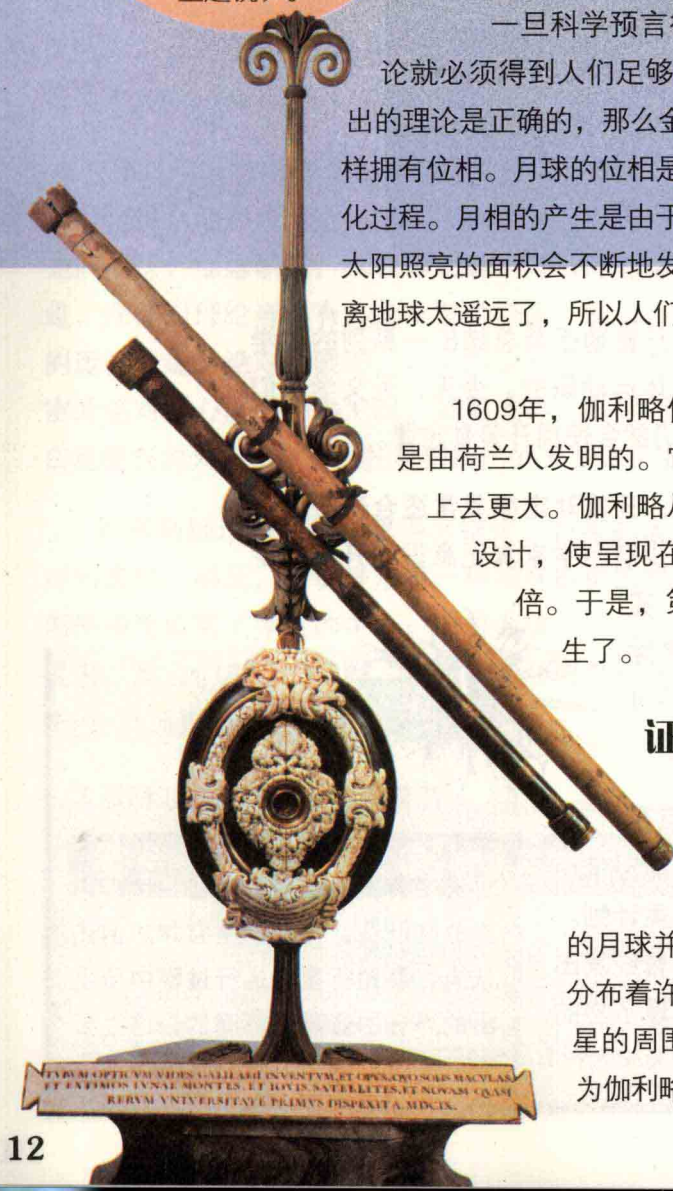 一旦科学预言
论就必须得到人们足够
出的理论是正确的，那么金
样拥有位相。月球的位相是
化过程。月相的产生是由于
太阳照亮的面积会不断地发
离地球太遥远了，所以人们
1609年，伽利略
是由荷兰人发明的。
上去更大。伽利略
设计，使呈现在
倍。于是，
生了。
证
的月球并
分布着许
星的周围
为伽利略
TVBVM OPTICVM VIDES GALILAEII INVENTVM, ET OPVS, QVO SOLIS MACVLAS
ET EXTIMOS LVNAE MONTES, ET IOVIS SATELLITES, ET NOVAM QVASI
RERVM VNIVERSITATE PRIMVS DISPEXIT A. MDCIX.
12